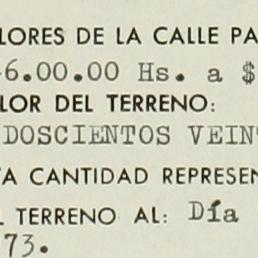 LORES DE LA CALLE PA
6.00.00 Hs. a $
LOR DEL TERRENO:
DOSCIENTOS VEIN
A CANTIDAD REPRESEN
L TERRENO AL: Día
73.